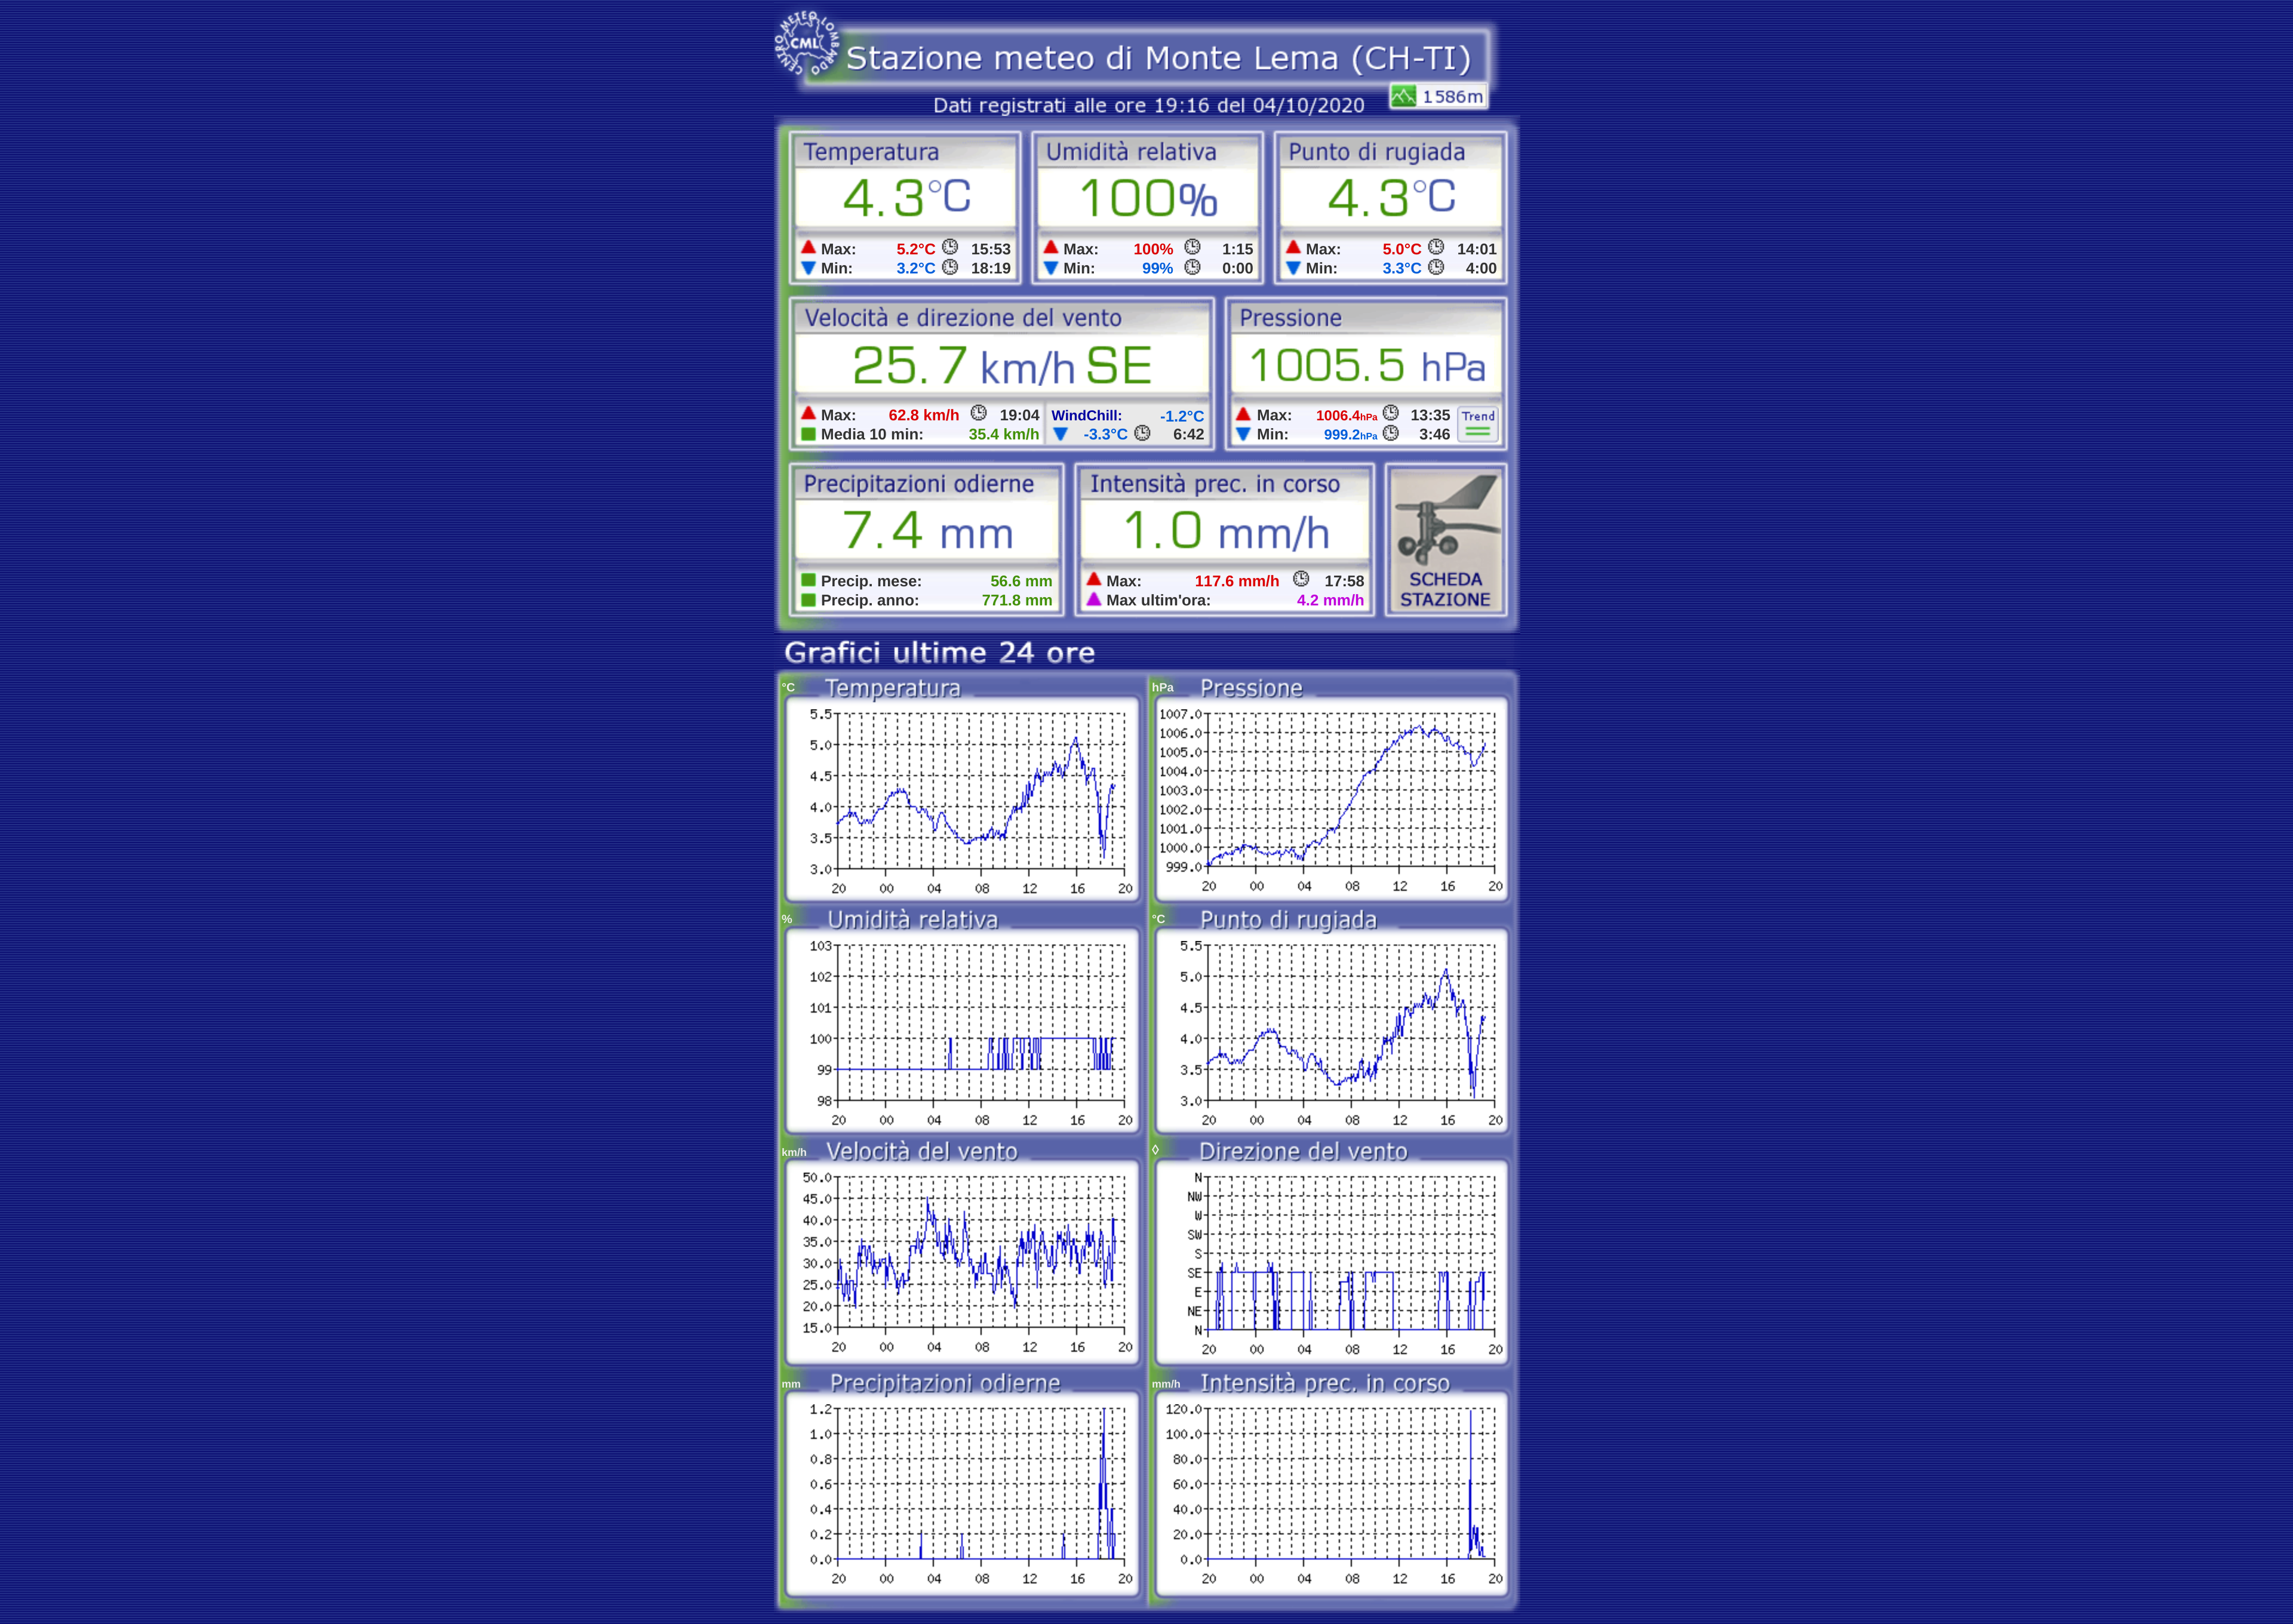 CENTRO METEO LOMBARDO
CML
Stazione meteo di Monte Lema (CH-TI)
1586m
Dati registrati alle ore 19:16 del 04/10/2020
Temperatura
4.3°C
Max: 5.2°C 15:53
Min: 3.2°C 18:19
Umidità relativa
100%
Max: 100% 1:15
Min: 99% 0:00
Punto di rugiada
4.3°C
Max: 5.0°C 14:01
Min: 3.3°C 4:00
Velocità e direzione del vento
25.7 km/h SE
Max: 62.8 km/h 19:04
Media 10 min: 35.4 km/h
WindChill: -1.2°C
-3.3°C 6:42
Pressione
1005.5 hPa
Max: 1006.4hPa 13:35
Min: 999.2hPa 3:46
Trend
Precipitazioni odierne
7.4 mm
Precip. mese: 56.6 mm
Precip. anno: 771.8 mm
Intensità prec. in corso
1.0 mm/h
Max: 117.6 mm/h 17:58
Max ultim'ora: 4.2 mm/h
SCHEDA
STAZIONE
Grafici ultime 24 ore
°C Temperatura
5.5
5.0
4.5
4.0
3.5
3.0
20 00 04 08 12 16 20
hPa Pressione
1007.0
1006.0
1005.0
1004.0
1003.0
1002.0
1001.0
1000.0
999.0
20 00 04 08 12 16 20
% Umidità relativa
103
102
101
100
99
98
20 00 04 08 12 16 20
°C Punto di rugiada
5.5
5.0
4.5
4.0
3.5
3.0
20 00 04 08 12 16 20
km/h Velocità del vento
50.0
45.0
40.0
35.0
30.0
25.0
20.0
15.0
20 00 04 08 12 16 20
◊ Direzione del vento
N
NW
W
SW
S
SE
E
NE
N
20 00 04 08 12 16 20
mm Precipitazioni odierne
1.2
1.0
0.8
0.6
0.4
0.2
0.0
20 00 04 08 12 16 20
mm/h Intensità prec. in corso
120.0
100.0
80.0
60.0
40.0
20.0
0.0
20 00 04 08 12 16 20